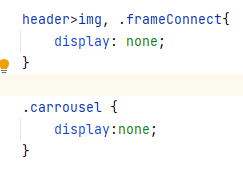 header>img, .frameConnect{
    display: none;
}

.carrousel {
    display:none;
}